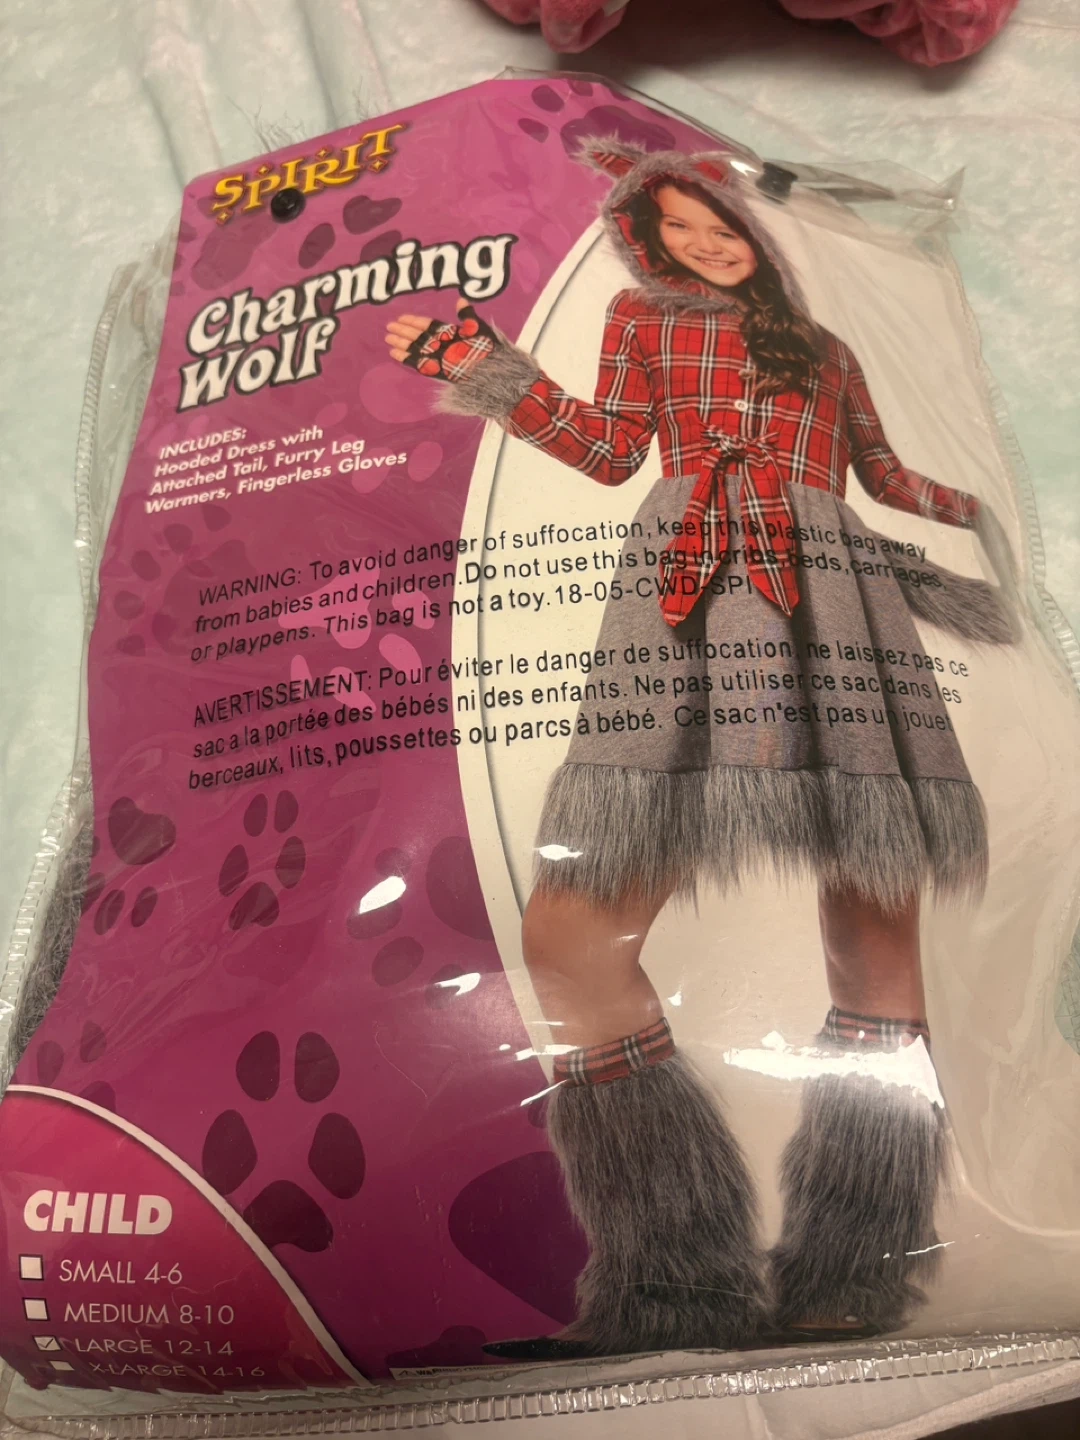 SPIRIT
Charming
Wolf
INCLUDES:
Hooded Dress with
Attached Tail, Furry Leg
Warmers, Fingerless Gloves
WARNING: To avoid danger of suffocation, keep this plastic bag away
from babies and children. Do not use this bag in cribs, beds, carriages,
or playpens. This bag is not a toy. 18-05-CWD-SPI
AVERTISSEMENT: Pour éviter le danger de suffocation, ne laissez pas ce
sac a la portée des bébés ni des enfants. Ne pas utiliser ce sac dans les
berceaux, lits, poussettes ou parcs à bébé. Ce sac n'est pas un jouet
CHILD
SMALL 4-6
MEDIUM 8-10
LARGE 12-14
X-LARGE 14-16